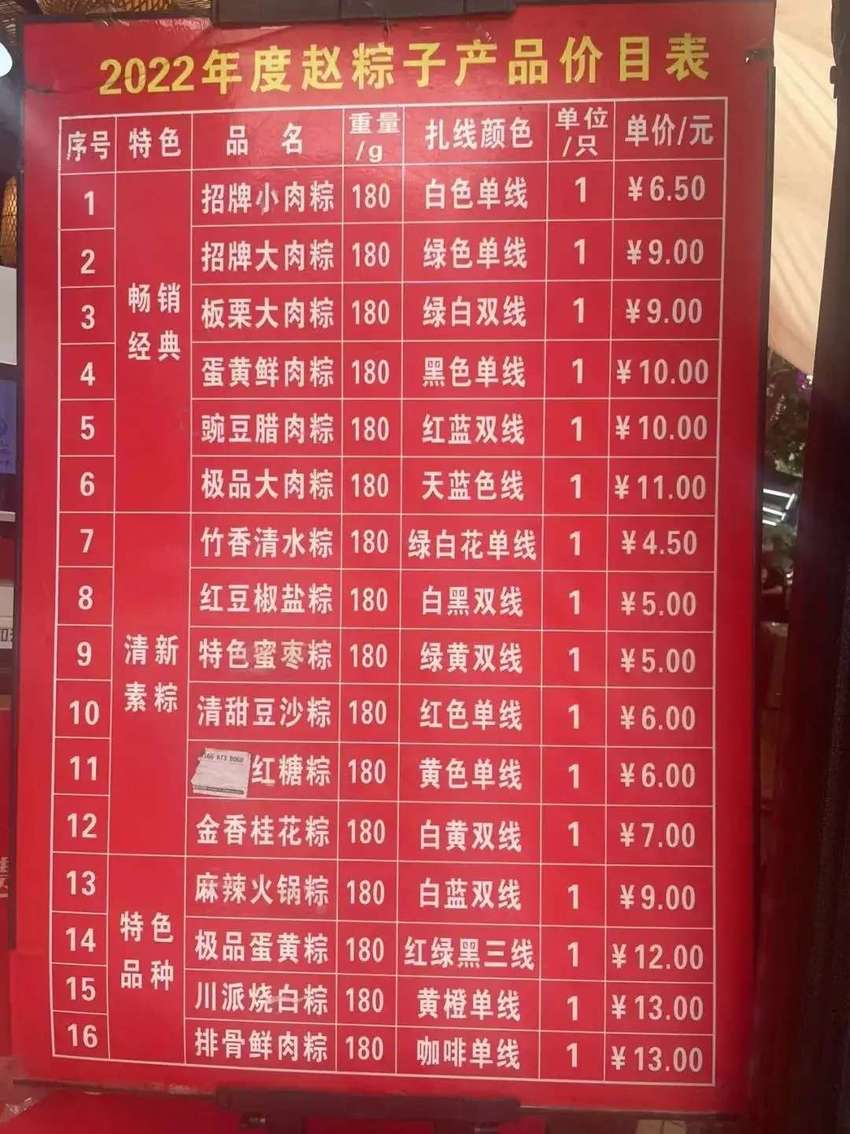 2022年度赵粽子产品价目表
序号 特色 品名 重量/g 扎线颜色 单位/只 单价/元
畅销经典
1 招牌小肉粽 180 白色单线 1 ¥6.50
2 招牌大肉粽 180 绿色单线 1 ¥9.00
3 板栗大肉粽 180 绿白双线 1 ¥9.00
4 蛋黄鲜肉粽 180 黑色单线 1 ¥10.00
5 豌豆腊肉粽 180 红蓝双线 1 ¥10.00
6 极品大肉粽 180 天蓝色线 1 ¥11.00
清新素粽
7 竹香清水粽 180 绿白花单线 1 ¥4.50
8 红豆椒盐粽 180 白黑双线 1 ¥5.00
9 特色蜜枣粽 180 绿黄双线 1 ¥5.00
10 清甜豆沙粽 180 红色单线 1 ¥6.00
11 红糖粽 180 黄色单线 1 ¥6.00
12 金香桂花粽 180 白黄双线 1 ¥7.00
特色品种
13 麻辣火锅粽 180 白蓝双线 1 ¥9.00
14 极品蛋黄粽 180 红绿黑三线 1 ¥12.00
15 川派烧白粽 180 黄橙单线 1 ¥13.00
16 排骨鲜肉粽 180 咖啡单线 1 ¥13.00